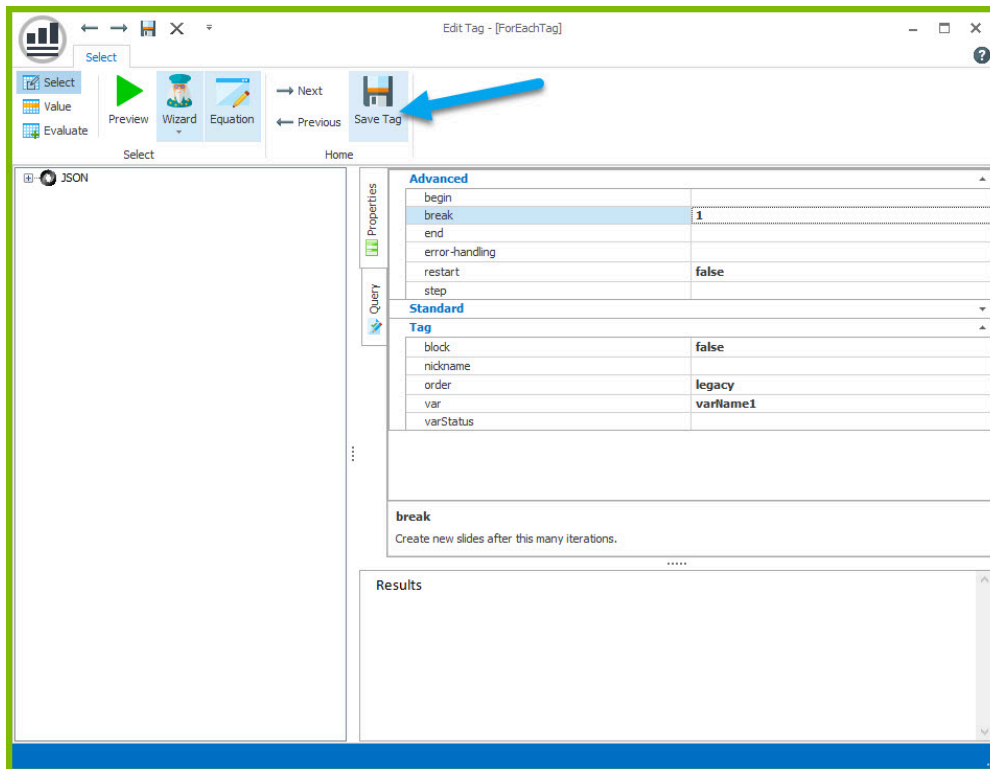 Edit Tag - [ForEachTag]
?
Select
Select
Value
Evaluate
Preview
Wizard
Equation
Next
Previous
Save Tag
Select
Home
JSON
Properties
Query
Advanced
begin
break 1
end
error-handling
restart false
step
Standard
Tag
block false
nickname
order legacy
var varName1
varStatus
break
Create new slides after this many iterations.
Results